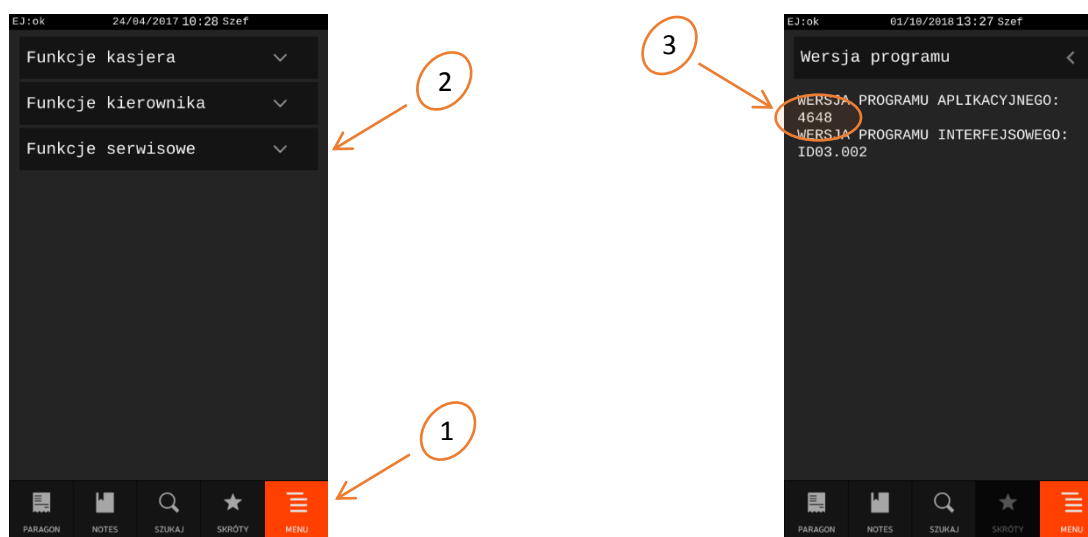 EJ:ok 24/04/2017 10:28 Szef
Funkcje kasjera
Funkcje kierownika
Funkcje serwisowe
PARAGON NOTES SZUKAJ SKRÓTY MENU
2
1
3
EJ:ok 01/10/2018 13:27 Szef
Wersja programu
WERSJA PROGRAMU APLIKACYJNEGO:
4648
WERSJA PROGRAMU INTERFEJSOWEGO:
ID03.002
PARAGON NOTES SZUKAJ SKRÓTY MENU